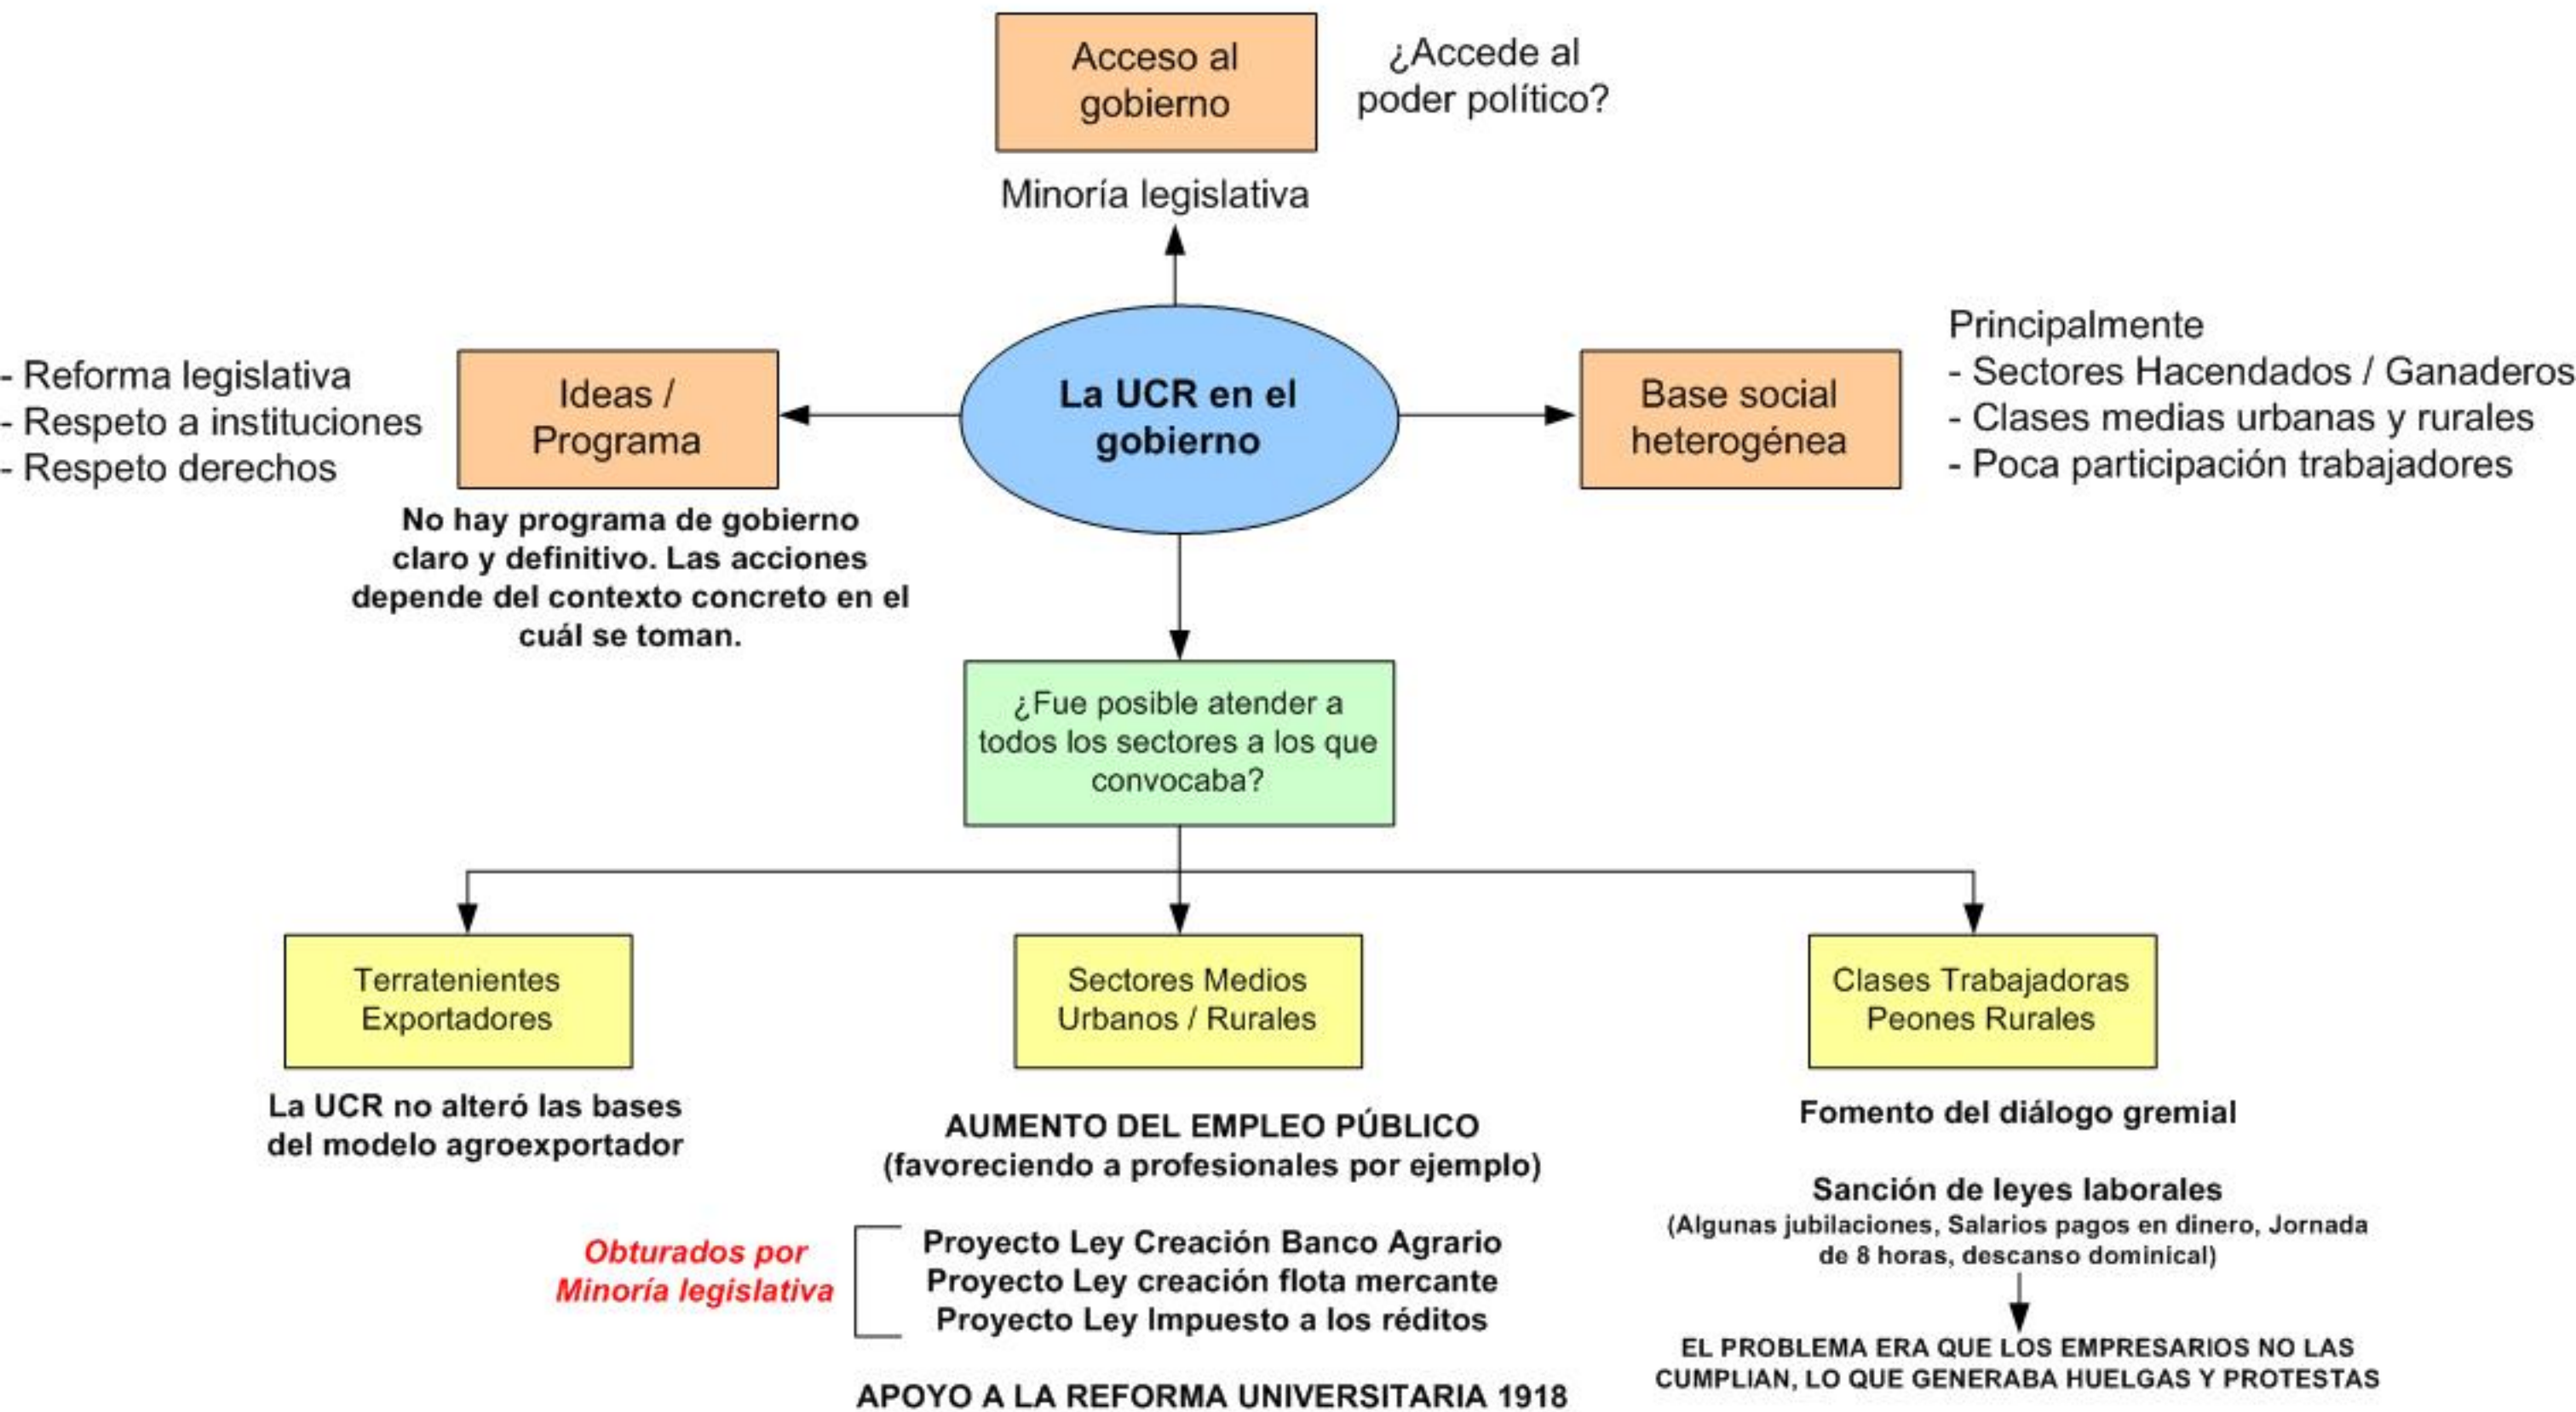 Acceso al
gobierno
¿Accede al
poder político?
Minoría legislativa
- Reforma legislativa
- Respeto a instituciones
- Respeto derechos
Ideas /
Programa
No hay programa de gobierno
claro y definitivo. Las acciones
depende del contexto concreto en el
cuál se toman.
La UCR en el
gobierno
Base social
heterogénea
Principalmente
- Sectores Hacendados / Ganaderos
- Clases medias urbanas y rurales
- Poca participación trabajadores
¿Fue posible atender a
todos los sectores a los que
convocaba?
Terratenientes
Exportadores
La UCR no alteró las bases
del modelo agroexportador
Sectores Medios
Urbanos / Rurales
AUMENTO DEL EMPLEO PÚBLICO
(favoreciendo a profesionales por ejemplo)
Obturados por
Minoría legislativa
Proyecto Ley Creación Banco Agrario
Proyecto Ley creación flota mercante
Proyecto Ley Impuesto a los réditos
APOYO A LA REFORMA UNIVERSITARIA 1918
Clases Trabajadoras
Peones Rurales
Fomento del diálogo gremial
Sanción de leyes laborales
(Algunas jubilaciones, Salarios pagos en dinero, Jornada
de 8 horas, descanso dominical)
EL PROBLEMA ERA QUE LOS EMPRESARIOS NO LAS
CUMPLIAN, LO QUE GENERABA HUELGAS Y PROTESTAS